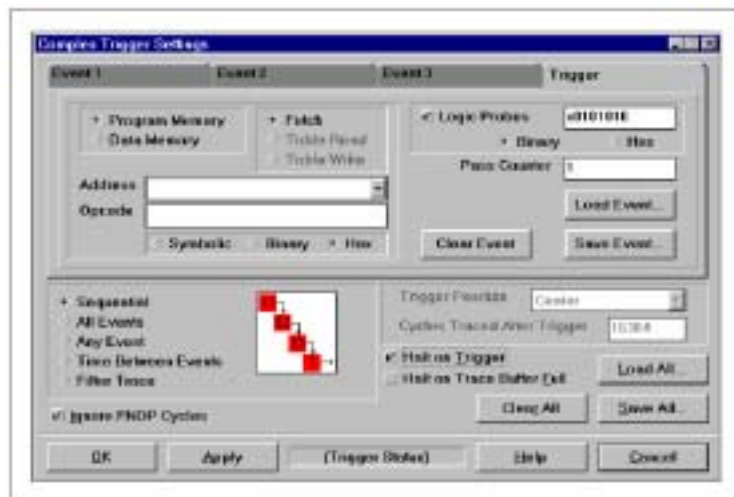 Complex Trigger Settings
Event 1 Event 2 Event 3 Trigger
Program Memory
Data Memory
Fetch
Table Read
Table Write
Logic Probes x0101010
Binary Hex
Pass Counter 1
Address
Opcode
Symbolic Binary Hex
Load Event...
Clear Event Save Event...
Sequential
All Events
Any Event
Time Between Events
Filter Trace
Ignore FNOP Cycles
Trigger Position Center
Cycles Traced After Trigger
Halt on Trigger
Halt on Trace Buffer Full
Load All...
Clear All Save All...
OK Apply (Trigger Status) Help Cancel